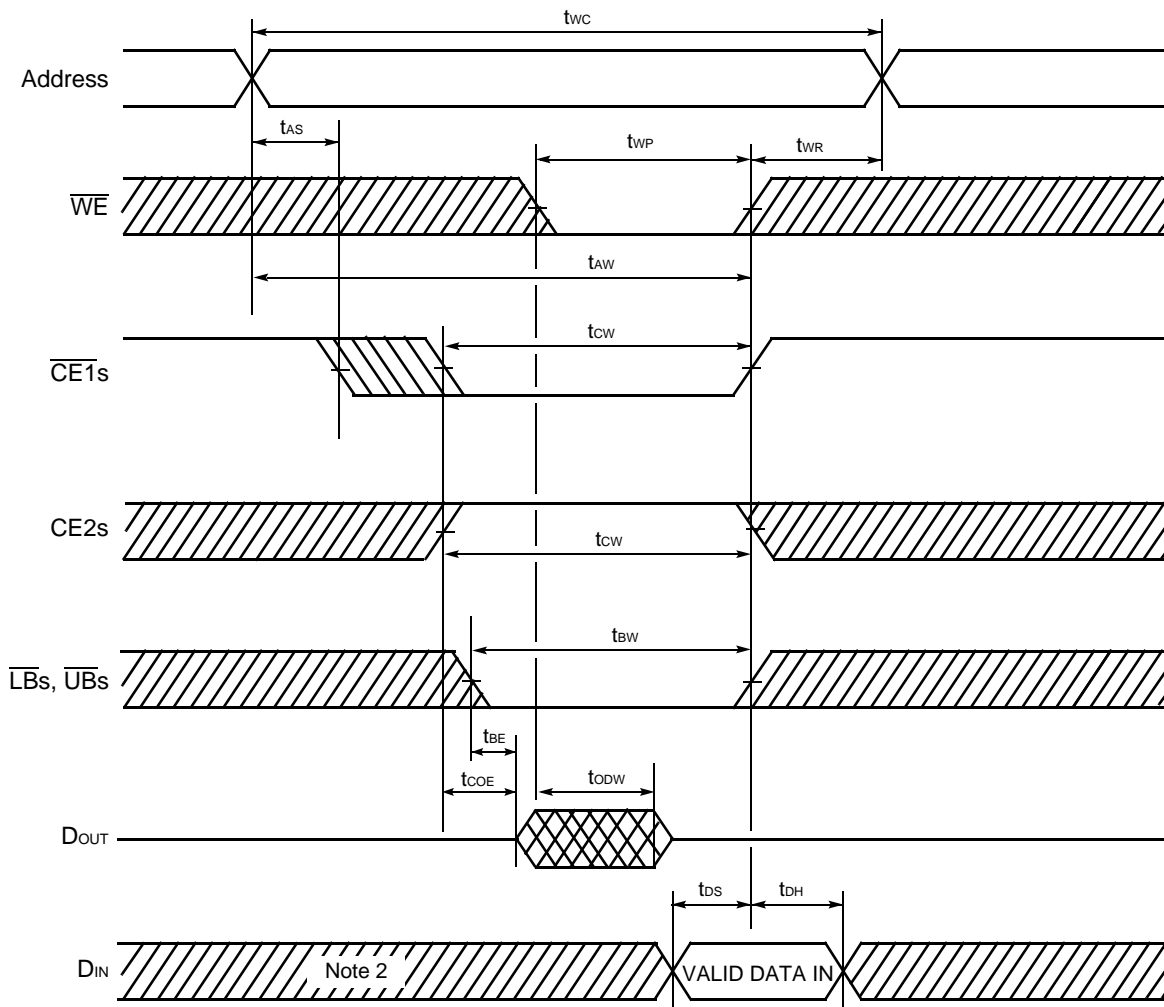 tWC
Address
tAS
tWP
tWR
WE
tAW
tCW
CE1s
CE2s
tCW
tBW
LBs, UBs
tBE
tCOE
tODW
DOUT
tDS
tDH
DIN
Note 2
VALID DATA IN